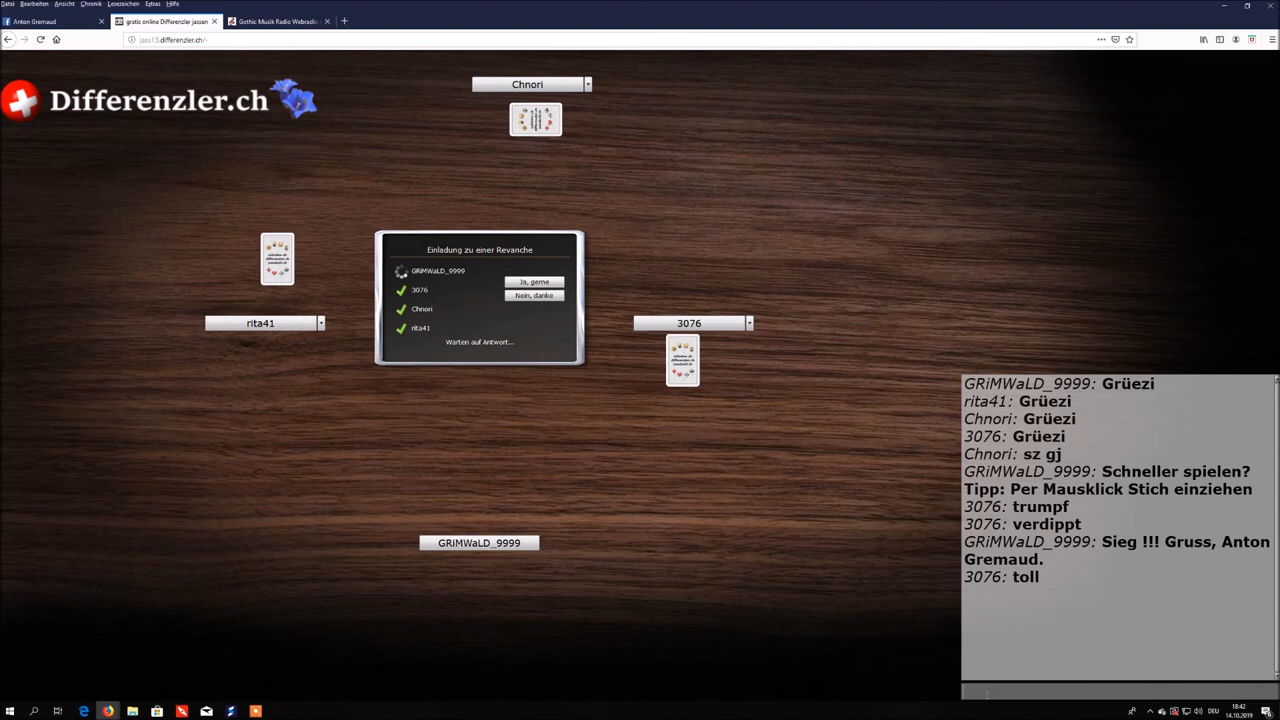 Datei Bearbeiten Ansicht Chronik Lesezeichen Extras Hilfe
Anton Gremaud
gratis online Differenzler jassen
Gothic Musik Radio Webradio
jass13.differenzler.ch/-
Differenzler.ch
Chnori
Einladung zu einer Revanche
GRiMWaLD_9999
3076
Chnori
rita41
Ja, gerne
Nein, danke
Warten auf Antwort...
rita41
3076
GRiMWaLD_9999
GRiMWaLD_9999: Grüezi
rita41: Grüezi
Chnori: Grüezi
3076: Grüezi
Chnori: sz gj
GRiMWaLD_9999: Schneller spielen?
Tipp: Per Mausklick Stich einziehen
3076: trumpf
3076: verdippt
GRiMWaLD_9999: Sieg !!! Gruss, Anton
Gremaud.
3076: toll
DEU
18:42
14.10.2019